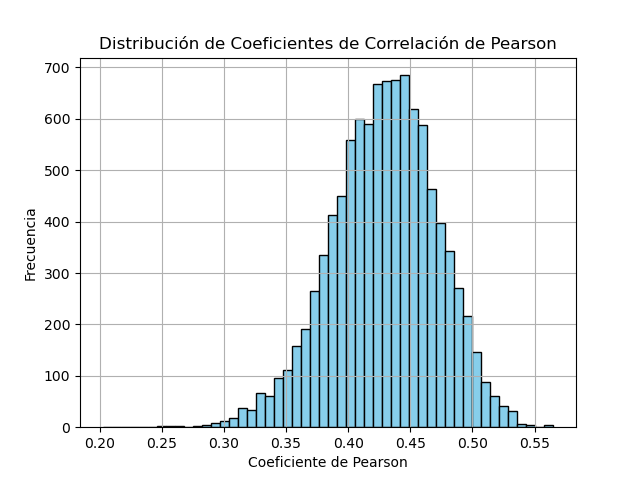 Distribución de Coeficientes de Correlación de Pearson
700
600
500
400
300
200
100
0
Frecuencia
0.20 0.25 0.30 0.35 0.40 0.45 0.50 0.55
Coeficiente de Pearson